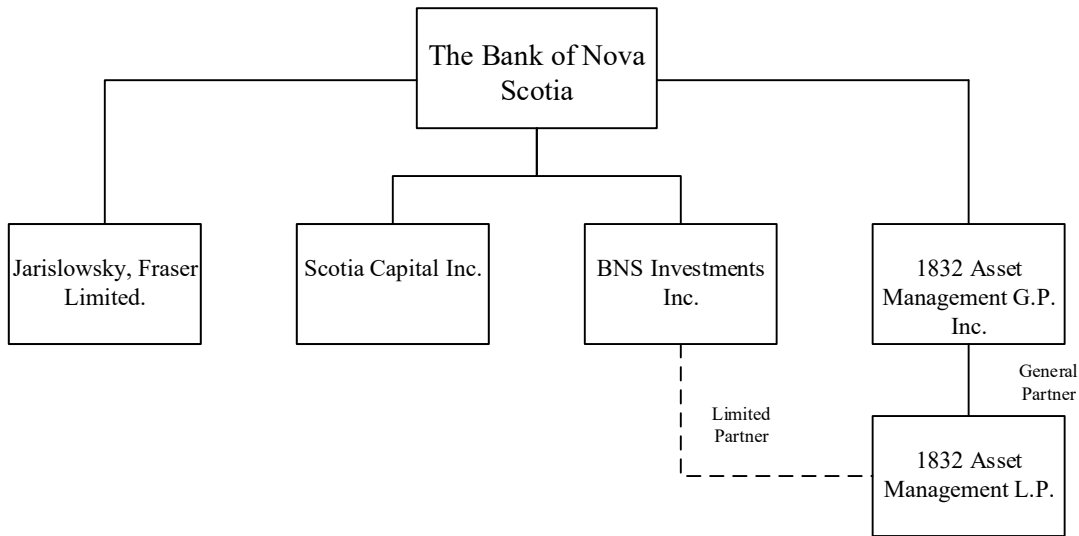 The Bank of Nova
Scotia
Jarislowsky, Fraser
Limited.
Scotia Capital Inc.
BNS Investments
Inc.
1832 Asset
Management G.P.
Inc.
General
Partner
Limited
Partner
1832 Asset
Management L.P.